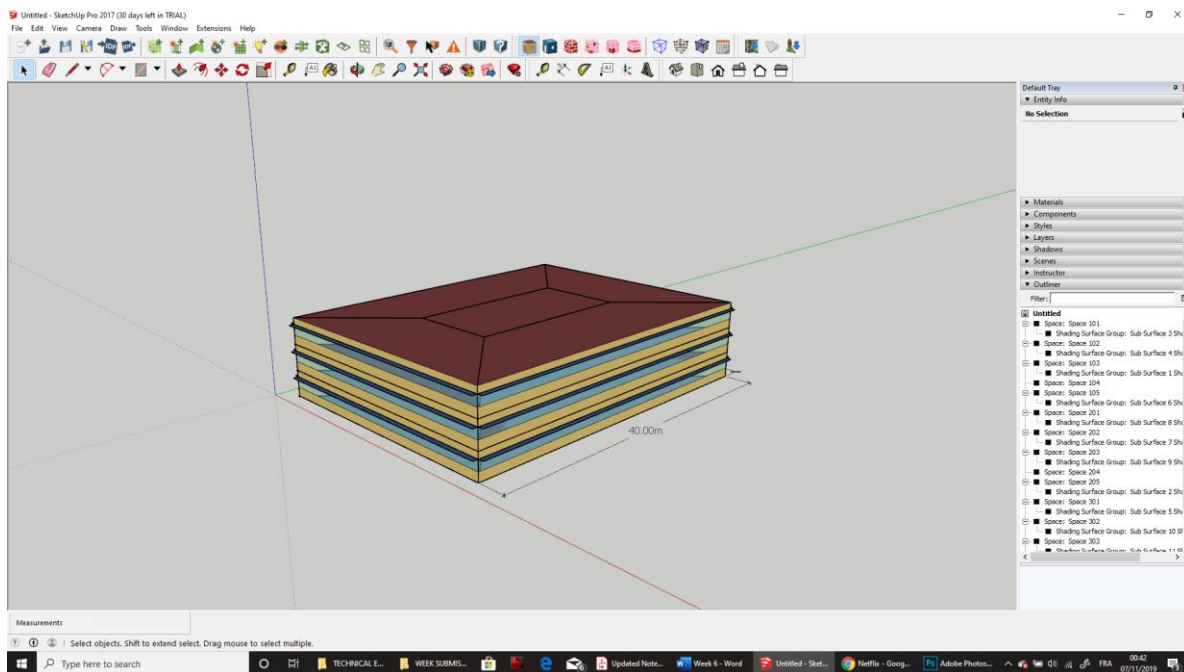 Untitled - SketchUp Pro 2017 (30 days left in TRIAL)
File Edit View Camera Draw Tools Window Extensions Help
Default Tray
Entity Info
No Selection
Materials
Components
Styles
Layers
Shadows
Scenes
Instructor
Outliner
Filter:
Untitled
Space: Space 101
Shading Surface Group: Sub Surface 3 Sh
Space: Space 102
Shading Surface Group: Sub Surface 4 Sh
Space: Space 103
Shading Surface Group: Sub Surface 1 Sh
Space: Space 104
Space: Space 105
Shading Surface Group: Sub Surface 6 Sh
Space: Space 201
Shading Surface Group: Sub Surface 8 Sh
Space: Space 202
Shading Surface Group: Sub Surface 7 Sh
Space: Space 203
Shading Surface Group: Sub Surface 9 Sh
Space: Space 204
Space: Space 205
Shading Surface Group: Sub Surface 2 Sh
Space: Space 301
Shading Surface Group: Sub Surface 5 Sh
Space: Space 302
Shading Surface Group: Sub Surface 10 S
Space: Space 303
40.00m
Measurements
Select objects. Shift to extend select. Drag mouse to select multiple.
Type here to search
TECHNICAL E...
WEEK SUBMIS...
Updated Note...
Week 6 - Word
Untitled - Sket...
Netflix - Goog...
Adobe Photos...
FRA
00:42
07/11/2019